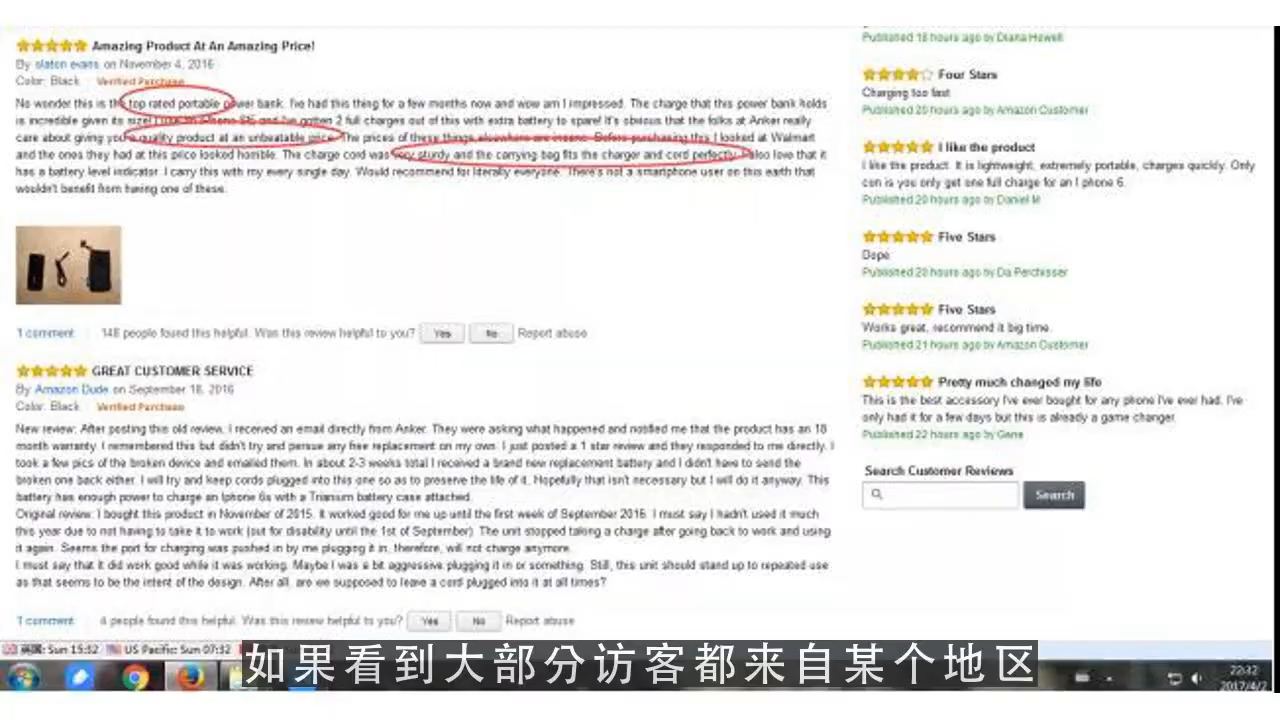 Amazing Product At An Amazing Price!
By slaton evans on November 4, 2016
Color: Black Verified Purchase
No wonder this is the top rated portable power bank. I've had this thing for a few months now and wow am I impressed. The charge that this power bank holds
is incredible given its size! I use an iPhone 6S and I've gotten 2 full charges out of this with extra battery to spare! It's obvious that the folks at Anker really
care about giving you a quality product at an unbeatable price. The prices of these things elsewhere are insane. Before purchasing this I looked at Walmart
and the ones they had at this price looked horrible. The charge cord was very sturdy and the carrying bag fits the charger and cord perfectly. I also love that it
has a battery level indicator. I carry this with my every single day. Would recommend for literally everyone. There's not a smartphone user on this earth that
wouldn't benefit from having one of these.
1 comment 148 people found this helpful. Was this review helpful to you? Yes No Report abuse
GREAT CUSTOMER SERVICE
By Amazon Dude on September 18, 2016
Color: Black Verified Purchase
New review: After posting this old review. I received an email directly from Anker. They were asking what happened and notified me that the product has an 18
month warranty. I remembered this but didn't try and persue any free replacement on my own. I just posted a 1 star review and they responded to me directly. I
took a few pics of the broken device and emailed them. In about 2-3 weeks total I received a brand new replacement battery and I didn't have to send the
broken one back either. I will try and keep cords plugged into this one so as to preserve the life of it. Hopefully that isn't necessary but I will do it anyway. This
battery has enough power to charge an Iphone 6s with a Trianium battery case attached.
Original review: I bought this product in November of 2015. It worked good for me up until the first week of September 2016. I must say I hadn't used it much
this year due to not having to take it to work (out for disability until the 1st of September). The unit stopped taking a charge after going back to work and using
it again. Seems the port for charging was pushed in by me plugging it in, therefore, will not charge anymore.
I must say that it did work good while it was working. Maybe I was a bit aggressive plugging it in or something. Still, this unit should stand up to repeated use
as that seems to be the intent of the design. After all, are we supposed to leave a cord plugged into it at all times?
1 comment 4 people found this helpful. Was this review helpful to you? Yes No Report abuse
Published 18 hours ago by Diana Howell
Four Stars
Charging too fast
Published 20 hours ago by Amazon Customer
I like the product
I like the product. It is lightweight, extremely portable, charges quickly. Only
con is you only get one full charge for an I phone 6.
Published 20 hours ago by Daniel M
Five Stars
Dope
Published 20 hours ago by Da Perchisser
Five Stars
Works great, recommend it big time.
Published 21 hours ago by Amazon Customer
Pretty much changed my life
This is the best accessory I've ever bought for any phone I've ever had. I've
only had it for a few days but this is already a game changer.
Published 22 hours ago by Gene
Search Customer Reviews
Search
英国: Sun 15:32 US Pacific: Sun 07:32
如果看到大部分访客都来自某个地区
22:32
2017/4/2